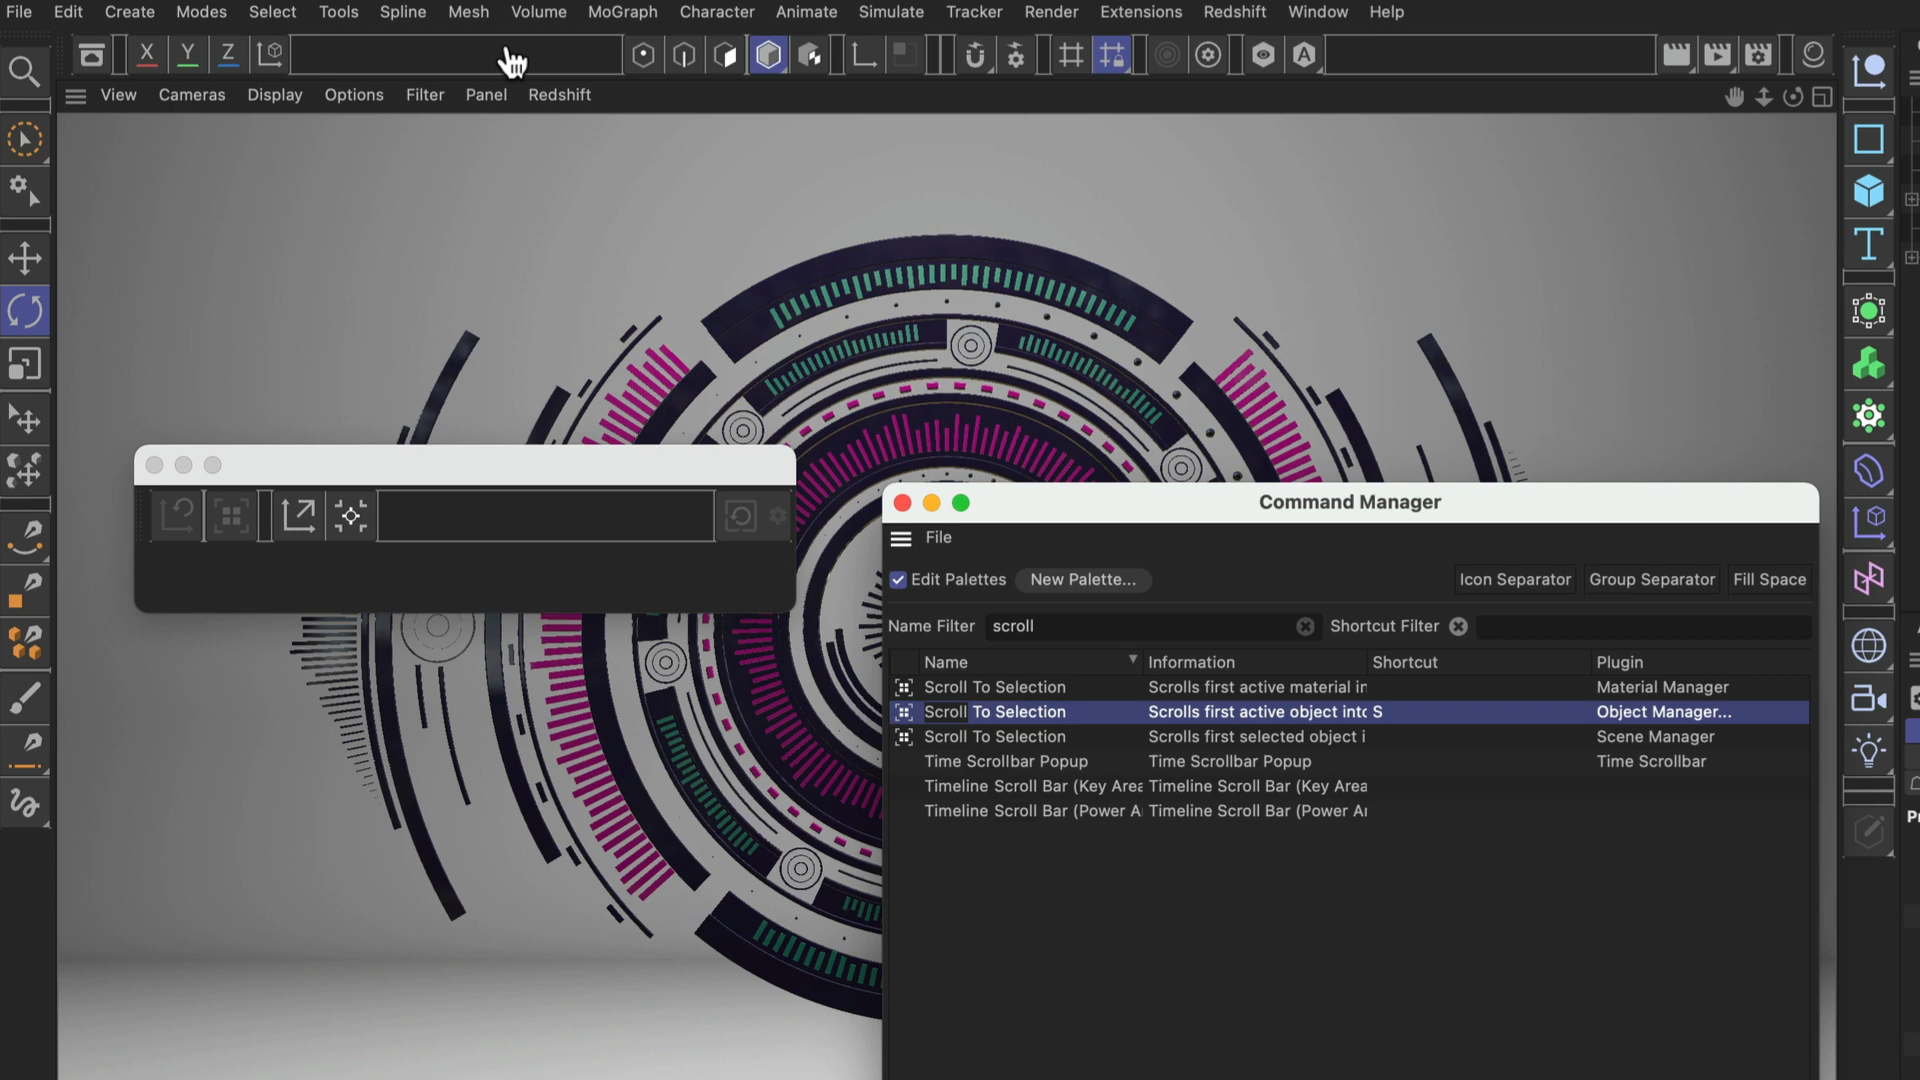 File Edit Create Modes Select Tools Spline Mesh Volume MoGraph Character Animate Simulate Tracker Render Extensions Redshift Window Help
X Y Z
View Cameras Display Options Filter Panel Redshift
Command Manager
File
Edit Palettes New Palette... Icon Separator Group Separator Fill Space
Name Filter scroll Shortcut Filter
Name Information Shortcut Plugin
Scroll To Selection Scrolls first active material in Material Manager
Scroll To Selection Scrolls first active object intc S Object Manager...
Scroll To Selection Scrolls first selected object i Scene Manager
Time Scrollbar Popup Time Scrollbar Popup Time Scrollbar
Timeline Scroll Bar (Key Area Timeline Scroll Bar (Key Area
Timeline Scroll Bar (Power A Timeline Scroll Bar (Power Ar